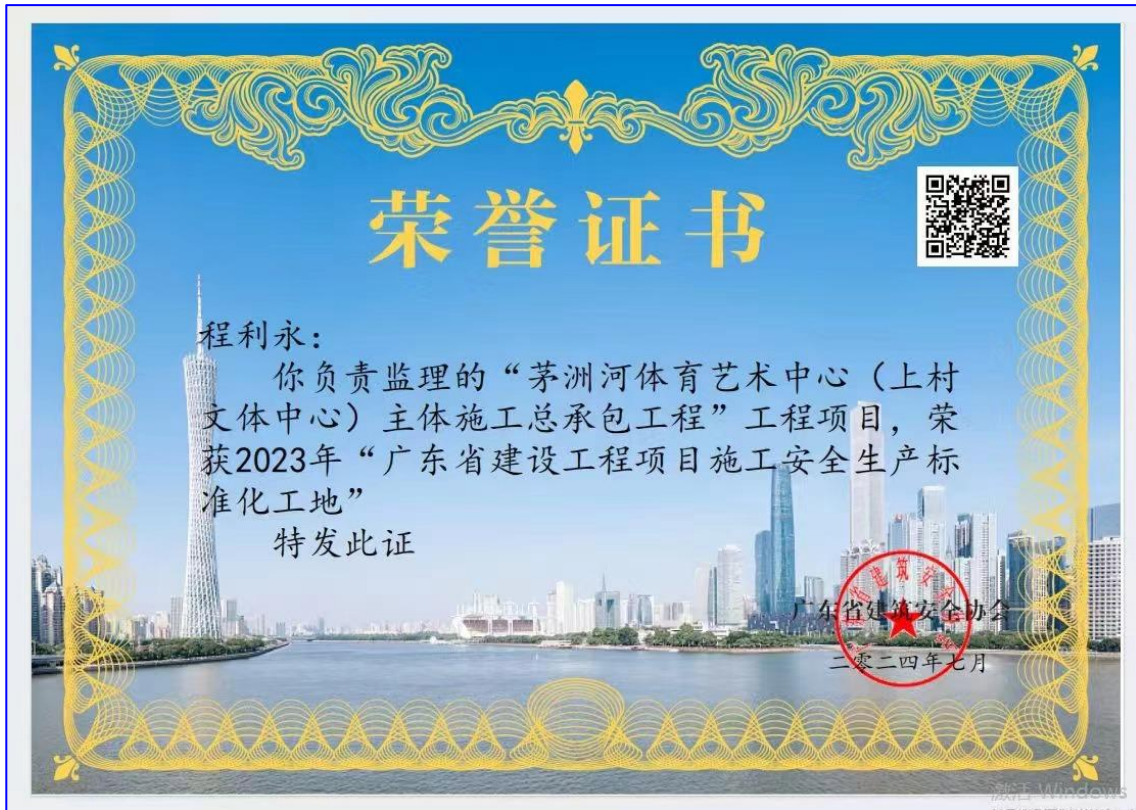 荣誉证书
程利永：
你负责监理的“茅洲河体育艺术中心（上村
文体中心）主体施工总承包工程”工程项目，荣
获2023年“广东省建设工程项目施工安全生产标
准化工地”
特发此证
广东省建筑安全协会
二零二四年七月
激活 Windows